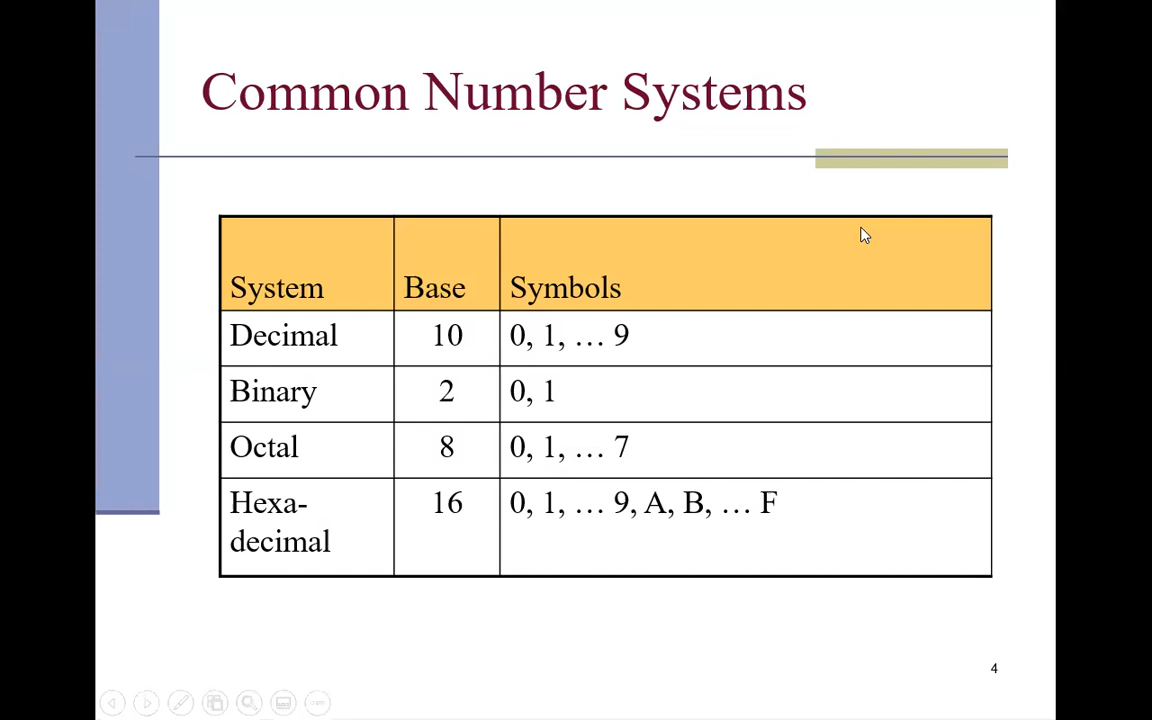 Common Number Systems
System Base Symbols
Decimal 10 0, 1, … 9
Binary 2 0, 1
Octal 8 0, 1, … 7
Hexa- 16 0, 1, … 9, A, B, … F
decimal
4